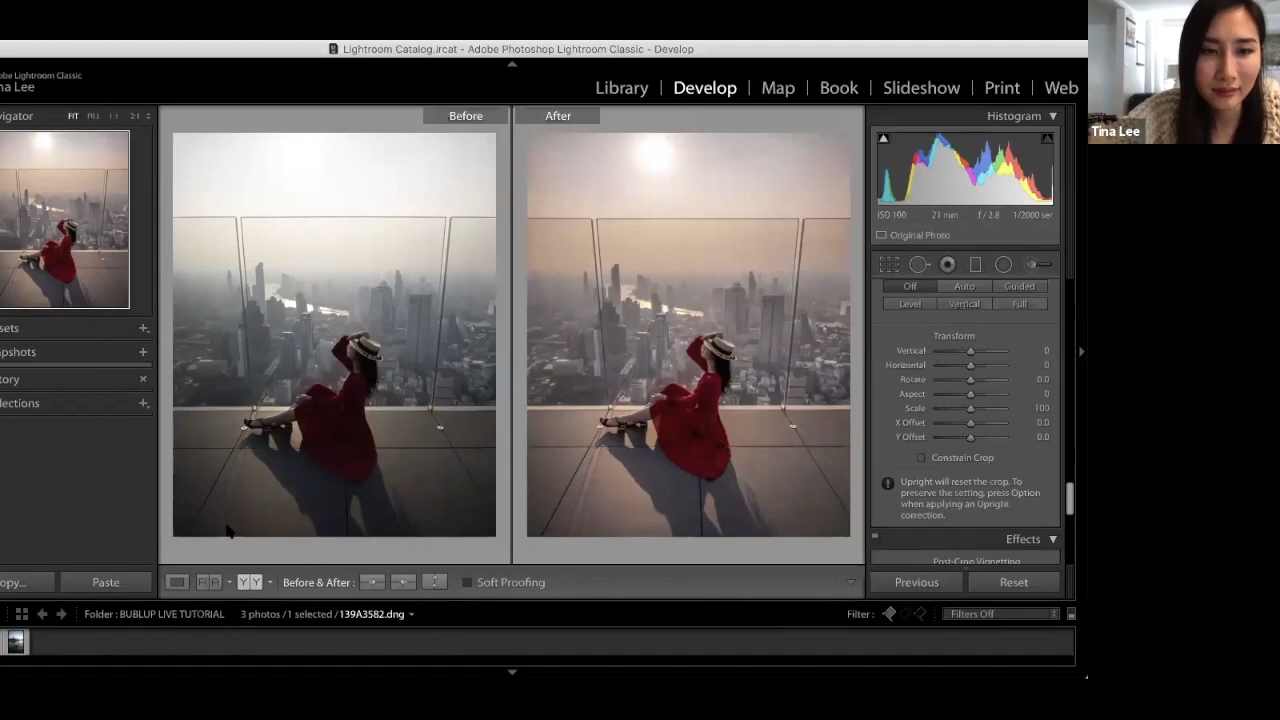 Lightroom Catalog.lrcat - Adobe Photoshop Lightroom Classic - Develop
obe Lightroom Classic
na Lee
Library | Develop | Map | Book | Slideshow | Print | Web
vigator FIT FILL 1:1 2:1
Before
After
Histogram
ISO 100 21 mm f / 2.8 1/2000 sec
Original Photo
Off Auto Guided
Level Vertical Full
Transform
Vertical 0
Horizontal 0
Rotate 0.0
Aspect 0
Scale 100
X Offset 0.0
Y Offset 0.0
Constrain Crop
Upright will reset the crop. To
preserve the setting, press Option
when applying an Upright
correction.
Effects
Post-Crop Vignetting
sets
apshots
tory
llections
opy...
Paste
Before & After :
Soft Proofing
Previous
Reset
Folder : BUBLUP LIVE TUTORIAL 3 photos / 1 selected / 139A3582.dng
Filter :
Filters Off
Tina Lee